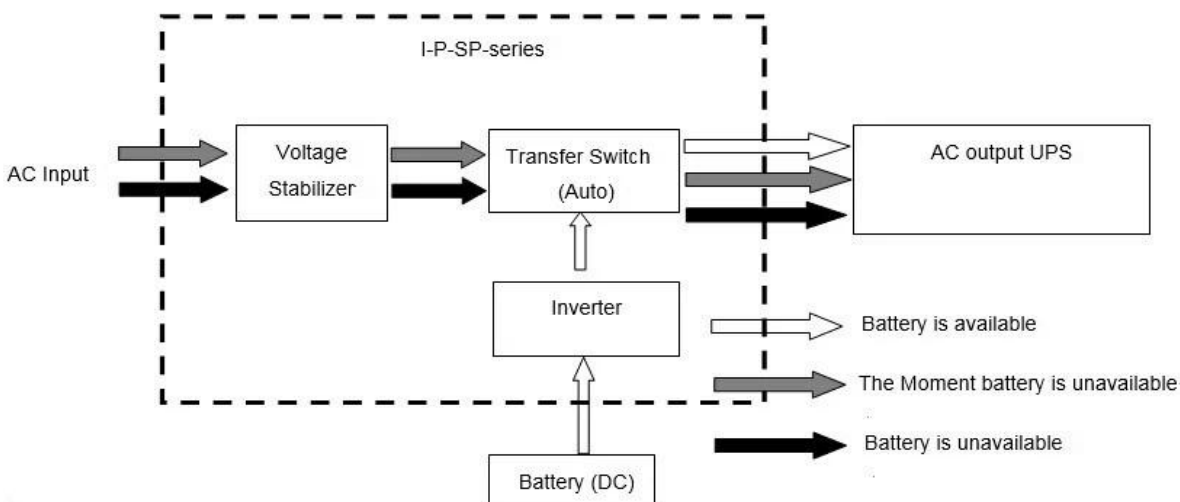 I-P-SP-series
AC Input
Voltage
Stabilizer
Transfer Switch
(Auto)
AC output UPS
Inverter
Battery (DC)
Battery is available
The Moment battery is unavailable
Battery is unavailable